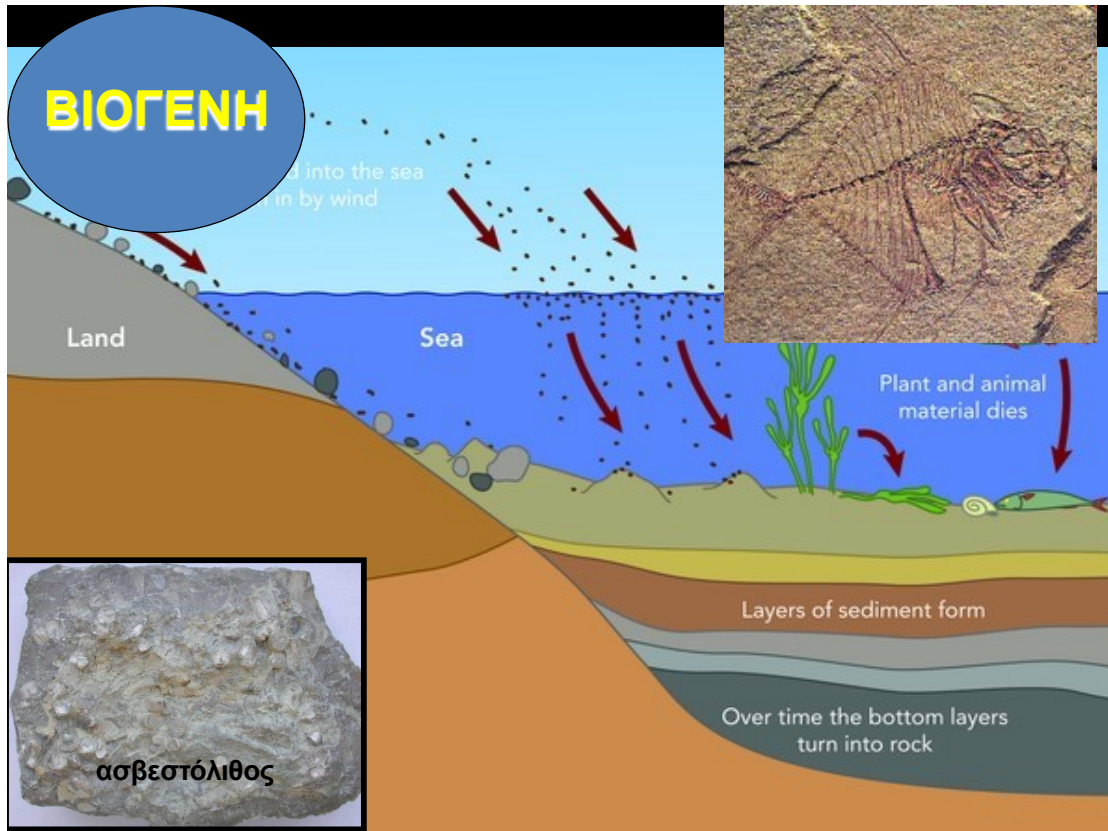 ΒΙΟΓΕΝΗ
into the sea
in by wind
Land
Sea
Plant and animal
material dies
Layers of sediment form
Over time the bottom layers
turn into rock
ασβεστόλιθος